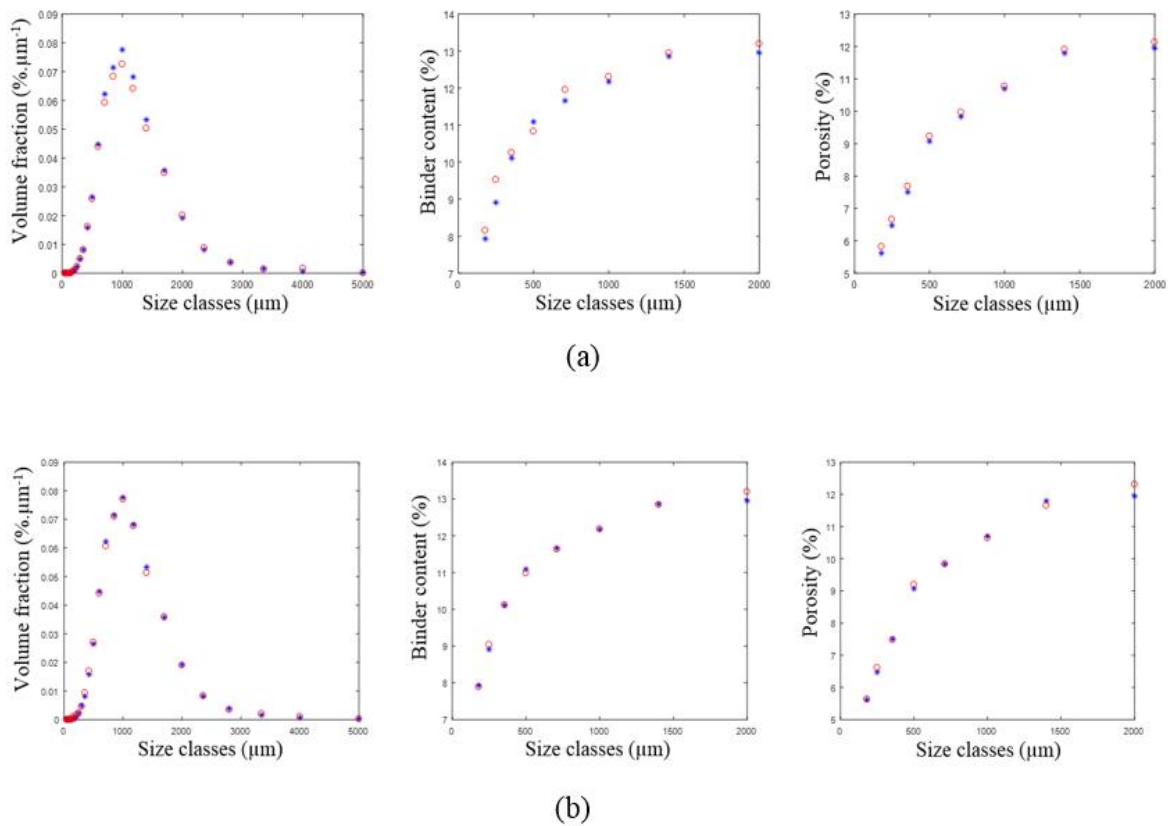 0.09
0.08
0.07
0.06
0.05
0.04
0.03
0.02
0.01
0
Volume fraction (%.µm⁻¹)
0 1000 2000 3000 4000 5000
Size classes (µm)
14
13
12
11
10
9
8
7
Binder content (%)
0 500 1000 1500 2000
Size classes (µm)
13
12
11
10
9
8
7
6
5
Porosity (%)
0 500 1000 1500 2000
Size classes (µm)
(a)
0.09
0.08
0.07
0.06
0.05
0.04
0.03
0.02
0.01
0
Volume fraction (%.µm⁻¹)
0 1000 2000 3000 4000 5000
Size classes (µm)
14
13
12
11
10
9
8
7
Binder content (%)
0 500 1000 1500 2000
Size classes (µm)
13
12
11
10
9
8
7
6
5
Porosity (%)
0 500 1000 1500 2000
Size classes (µm)
(b)